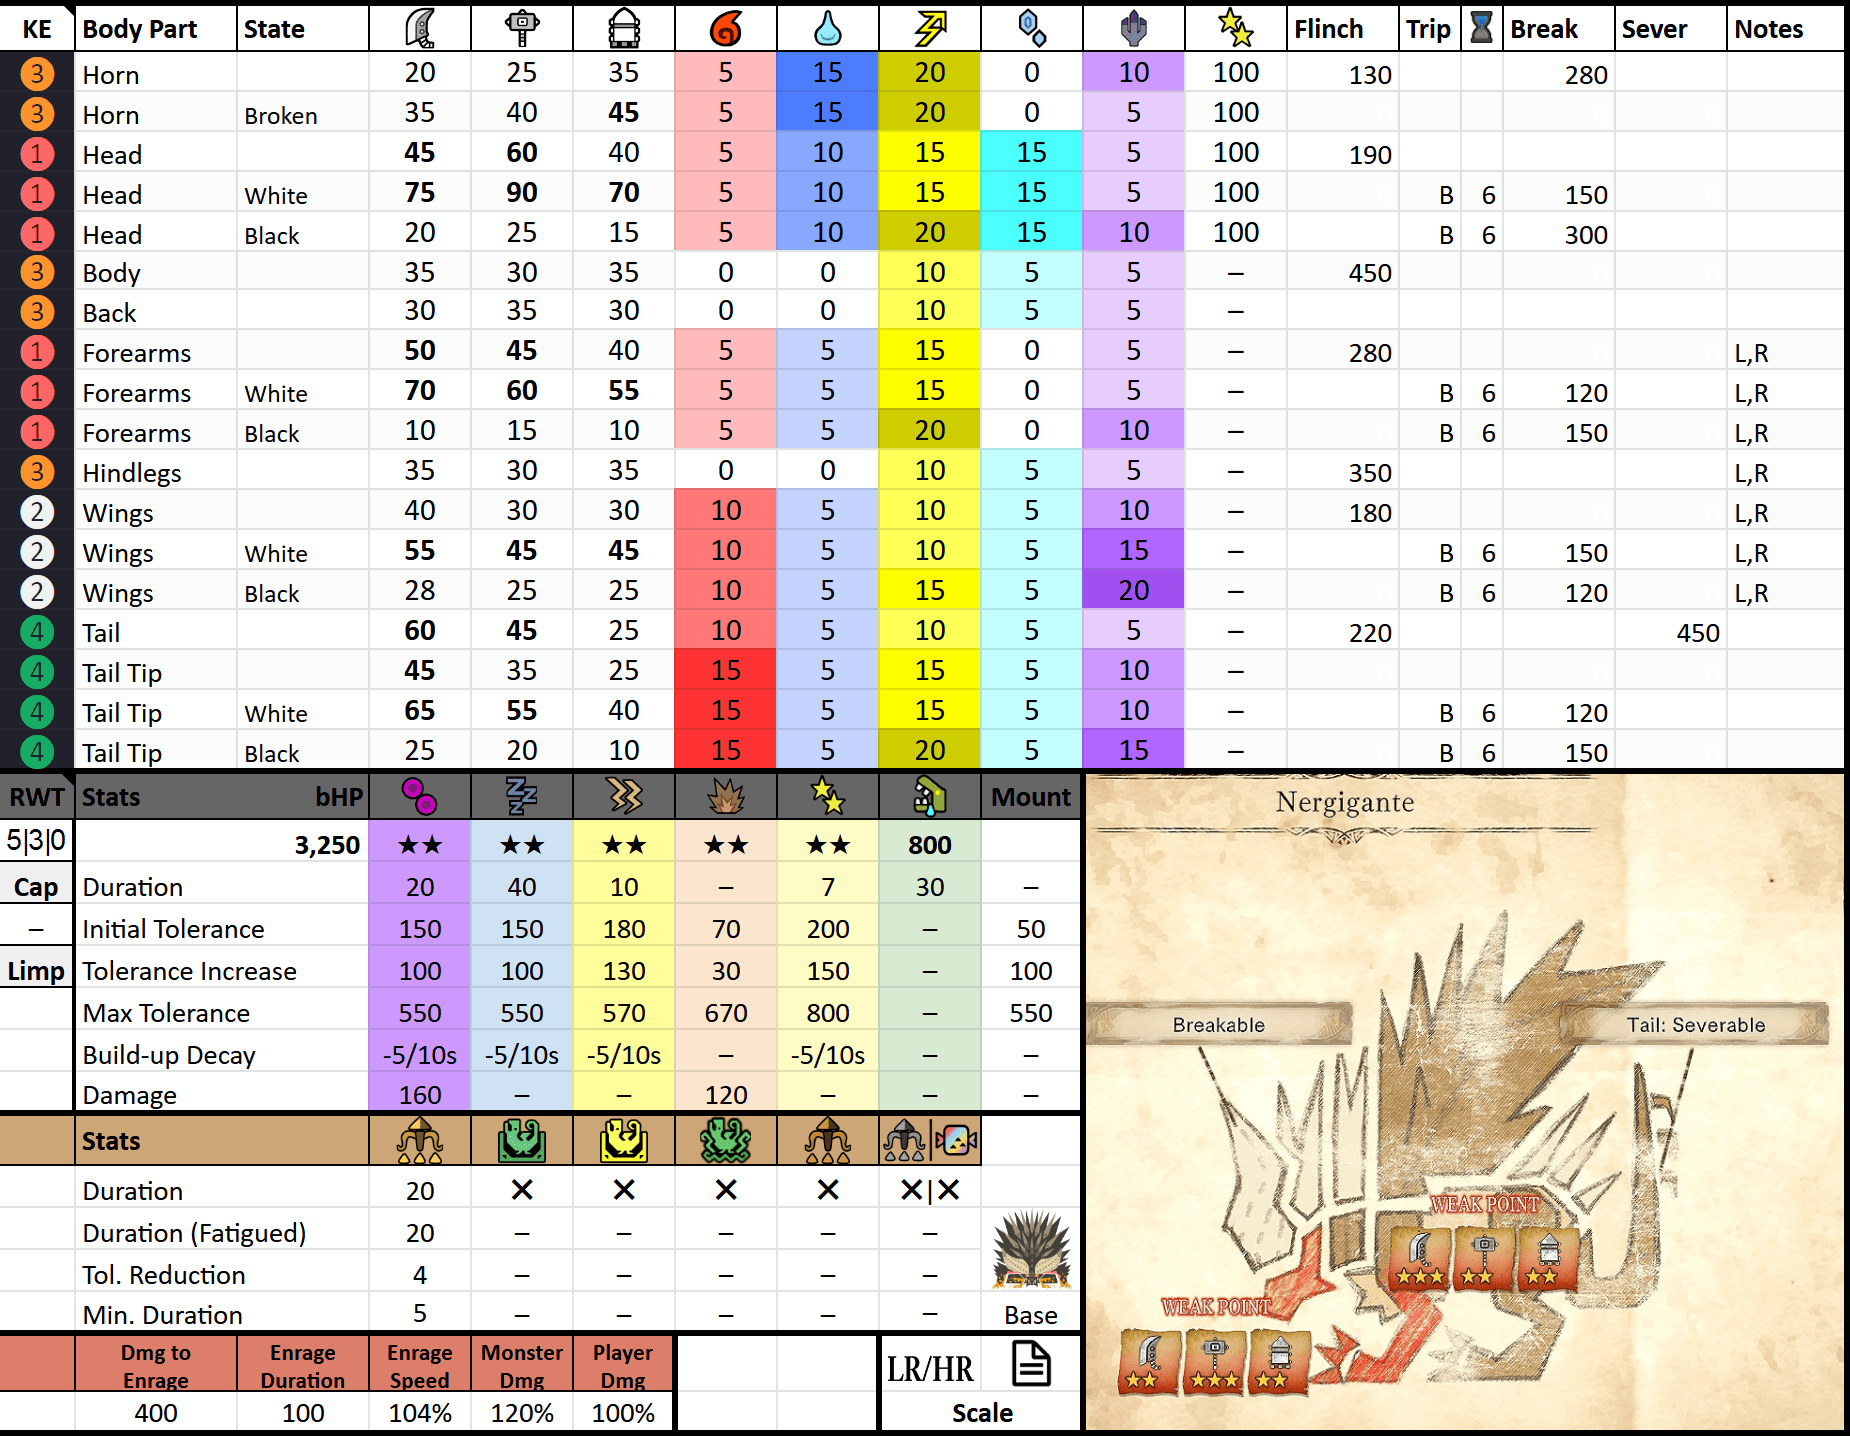 KE Body Part State Flinch Trip Break Sever Notes
3 Horn 20 25 35 5 15 20 0 10 100 130 280
3 Horn Broken 35 40 45 5 15 20 0 5 100
1 Head 45 60 40 5 10 15 15 5 100 190
1 Head White 75 90 70 5 10 15 15 5 100 B 6 150
1 Head Black 20 25 15 5 10 20 15 10 100 B 6 300
3 Body 35 30 35 0 0 10 5 5 – 450
3 Back 30 35 30 0 0 10 5 5 –
1 Forearms 50 45 40 5 5 15 0 5 – 280 L,R
1 Forearms White 70 60 55 5 5 15 0 5 – B 6 120 L,R
1 Forearms Black 10 15 10 5 5 20 0 10 – B 6 150 L,R
3 Hindlegs 35 30 35 0 0 10 5 5 – 350 L,R
2 Wings 40 30 30 10 5 10 5 10 – 180 L,R
2 Wings White 55 45 45 10 5 10 5 15 – B 6 150 L,R
2 Wings Black 28 25 25 10 5 15 5 20 – B 6 120 L,R
4 Tail 60 45 25 10 5 10 5 5 – 220 450
4 Tail Tip 45 35 25 15 5 15 5 10 –
4 Tail Tip White 65 55 40 15 5 15 5 10 – B 6 120
4 Tail Tip Black 25 20 10 15 5 20 5 15 – B 6 150
RWT Stats bHP Mount
5|3|0 3,250 ★★ ★★ ★★ ★★ ★★ 800
Cap Duration 20 40 10 – 7 30 –
– Initial Tolerance 150 150 180 70 200 – 50
Limp Tolerance Increase 100 100 130 30 150 – 100
Max Tolerance 550 550 570 670 800 – 550
Build-up Decay -5/10s -5/10s -5/10s – -5/10s – –
Damage 160 – – 120 – – –
Stats
Duration 20 ✕ ✕ ✕ ✕ ✕|✕
Duration (Fatigued) 20 – – – – –
Tol. Reduction 4 – – – – –
Min. Duration 5 – – – – – Base
Dmg to Enrage Enrage Monster Player
Enrage Duration Speed Dmg Dmg
LR/HR
400 100 104% 120% 100% Scale
Nergigante
Breakable
Tail: Severable
WEAK POINT
WEAK POINT